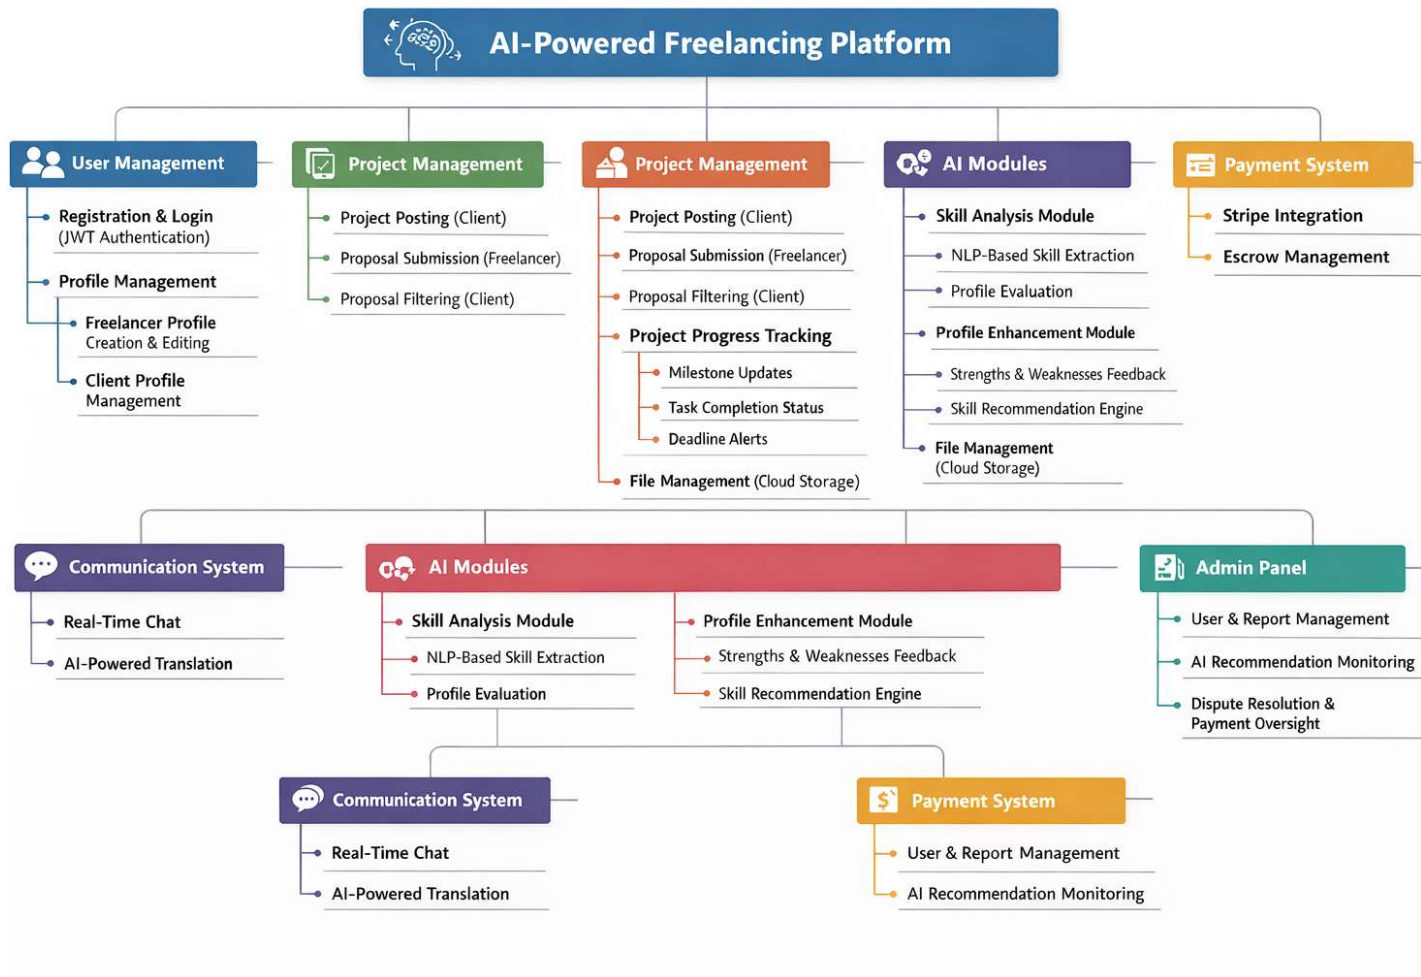 AI-Powered Freelancing Platform
User Management
Registration & Login
(JWT Authentication)
Profile Management
Freelancer Profile
Creation & Editing
Client Profile
Management
Project Management
Project Posting (Client)
Proposal Submission (Freelancer)
Proposal Filtering (Client)
Project Management
Project Posting (Client)
Proposal Submission (Freelancer)
Proposal Filtering (Client)
Project Progress Tracking
Milestone Updates
Task Completion Status
Deadline Alerts
File Management (Cloud Storage)
AI Modules
Skill Analysis Module
NLP-Based Skill Extraction
Profile Evaluation
Profile Enhancement Module
Strengths & Weaknesses Feedback
Skill Recommendation Engine
File Management
(Cloud Storage)
Payment System
Stripe Integration
Escrow Management
Communication System
Real-Time Chat
AI-Powered Translation
AI Modules
Skill Analysis Module
NLP-Based Skill Extraction
Profile Evaluation
Profile Enhancement Module
Strengths & Weaknesses Feedback
Skill Recommendation Engine
Admin Panel
User & Report Management
AI Recommendation Monitoring
Dispute Resolution &
Payment Oversight
Communication System
Real-Time Chat
AI-Powered Translation
$ Payment System
User & Report Management
AI Recommendation Monitoring